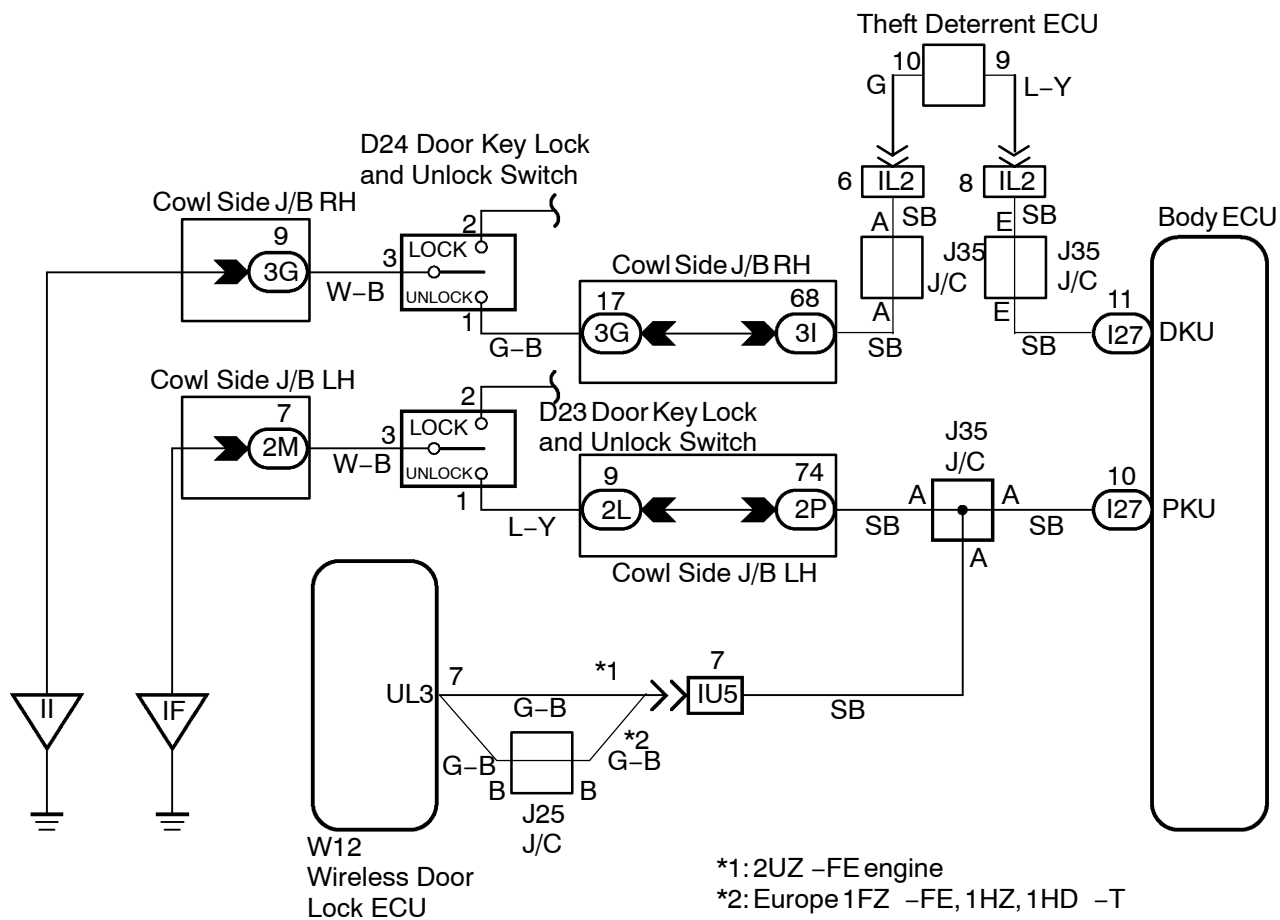 Theft Deterrent ECU
10
9
G
L–Y
D24 Door Key Lock
and Unlock Switch
6
IL2
8
IL2
Cowl Side J/B RH
A
SB
E
SB
Body ECU
9
3G
W–B
3
2
LOCK
UNLOCK
1
G–B
Cowl Side J/B RH
17
3G
68
3I
SB
J35
J/C
A
J35
J/C
E
SB
11
I27
DKU
Cowl Side J/B LH
7
2M
W–B
3
2
LOCK
UNLOCK
1
L–Y
D23 Door Key Lock
and Unlock Switch
9
2L
74
2P
Cowl Side J/B LH
SB
J35
J/C
A
A
A
SB
10
I27
PKU
II
IF
UL3
7
G–B
*1
7
IU5
SB
G–B
B
B
*2
G–B
J25
J/C
W12
Wireless Door
Lock ECU
*1: 2UZ –FE engine
*2: Europe 1FZ –FE, 1HZ, 1HD –T